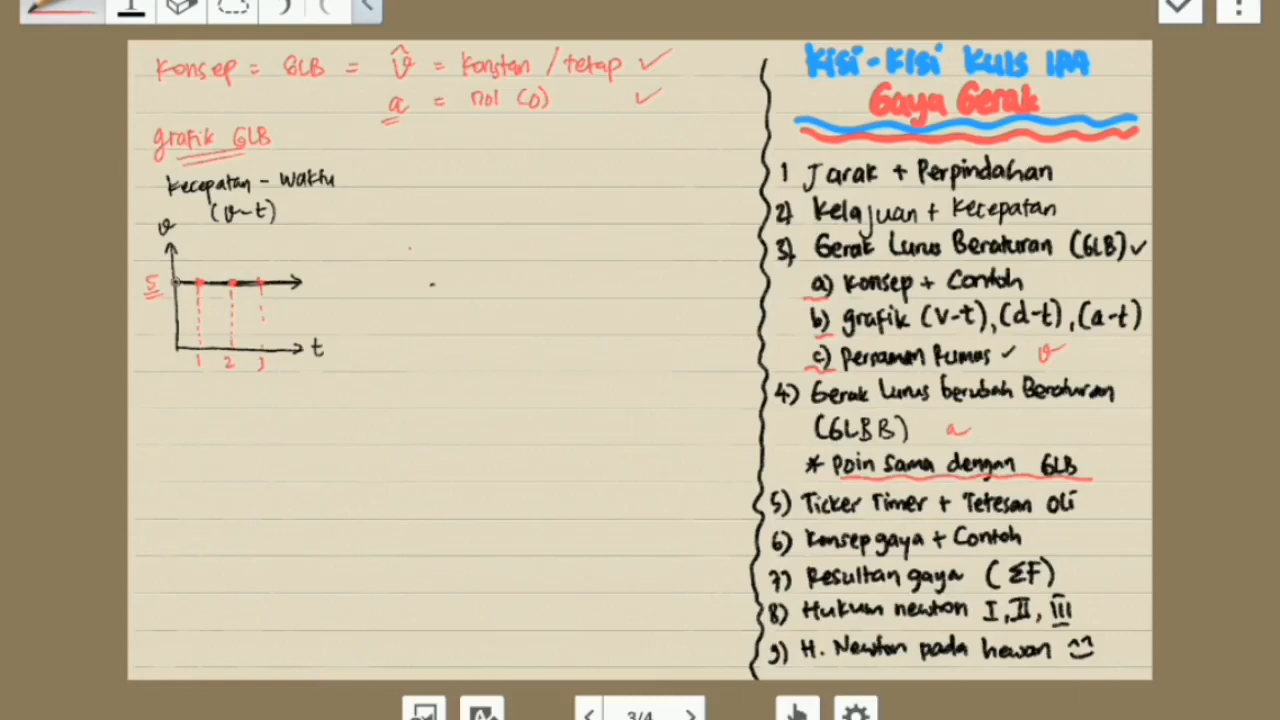 Konsep = GLB = v = Konstan / tetap ✓
a = nol (0) ✓
grafik GLB
Kecepatan - waktu
(v-t)
v
5
t
1 2 3
Kisi-Kisi Kuis IPA
Gaya Gerak
1 Jarak + Perpindahan
2) Kelajuan + Kecepatan
3) Gerak Lurus Beraturan (GLB) ✓
a) Konsep + Contoh
b) grafik (v-t), (d-t), (a-t)
c) Persamaan Rumus ✓ v
4) Gerak Lurus berubah Beraturan
(GLBB) a
* Poin Sama dengan GLB
5) Ticker Timer + Tetesan Oli
6) Konsep gaya + Contoh
7) Resultan gaya (ΣF)
8) Hukum newton I, II, III
9) H. Newton pada hewan
3/4